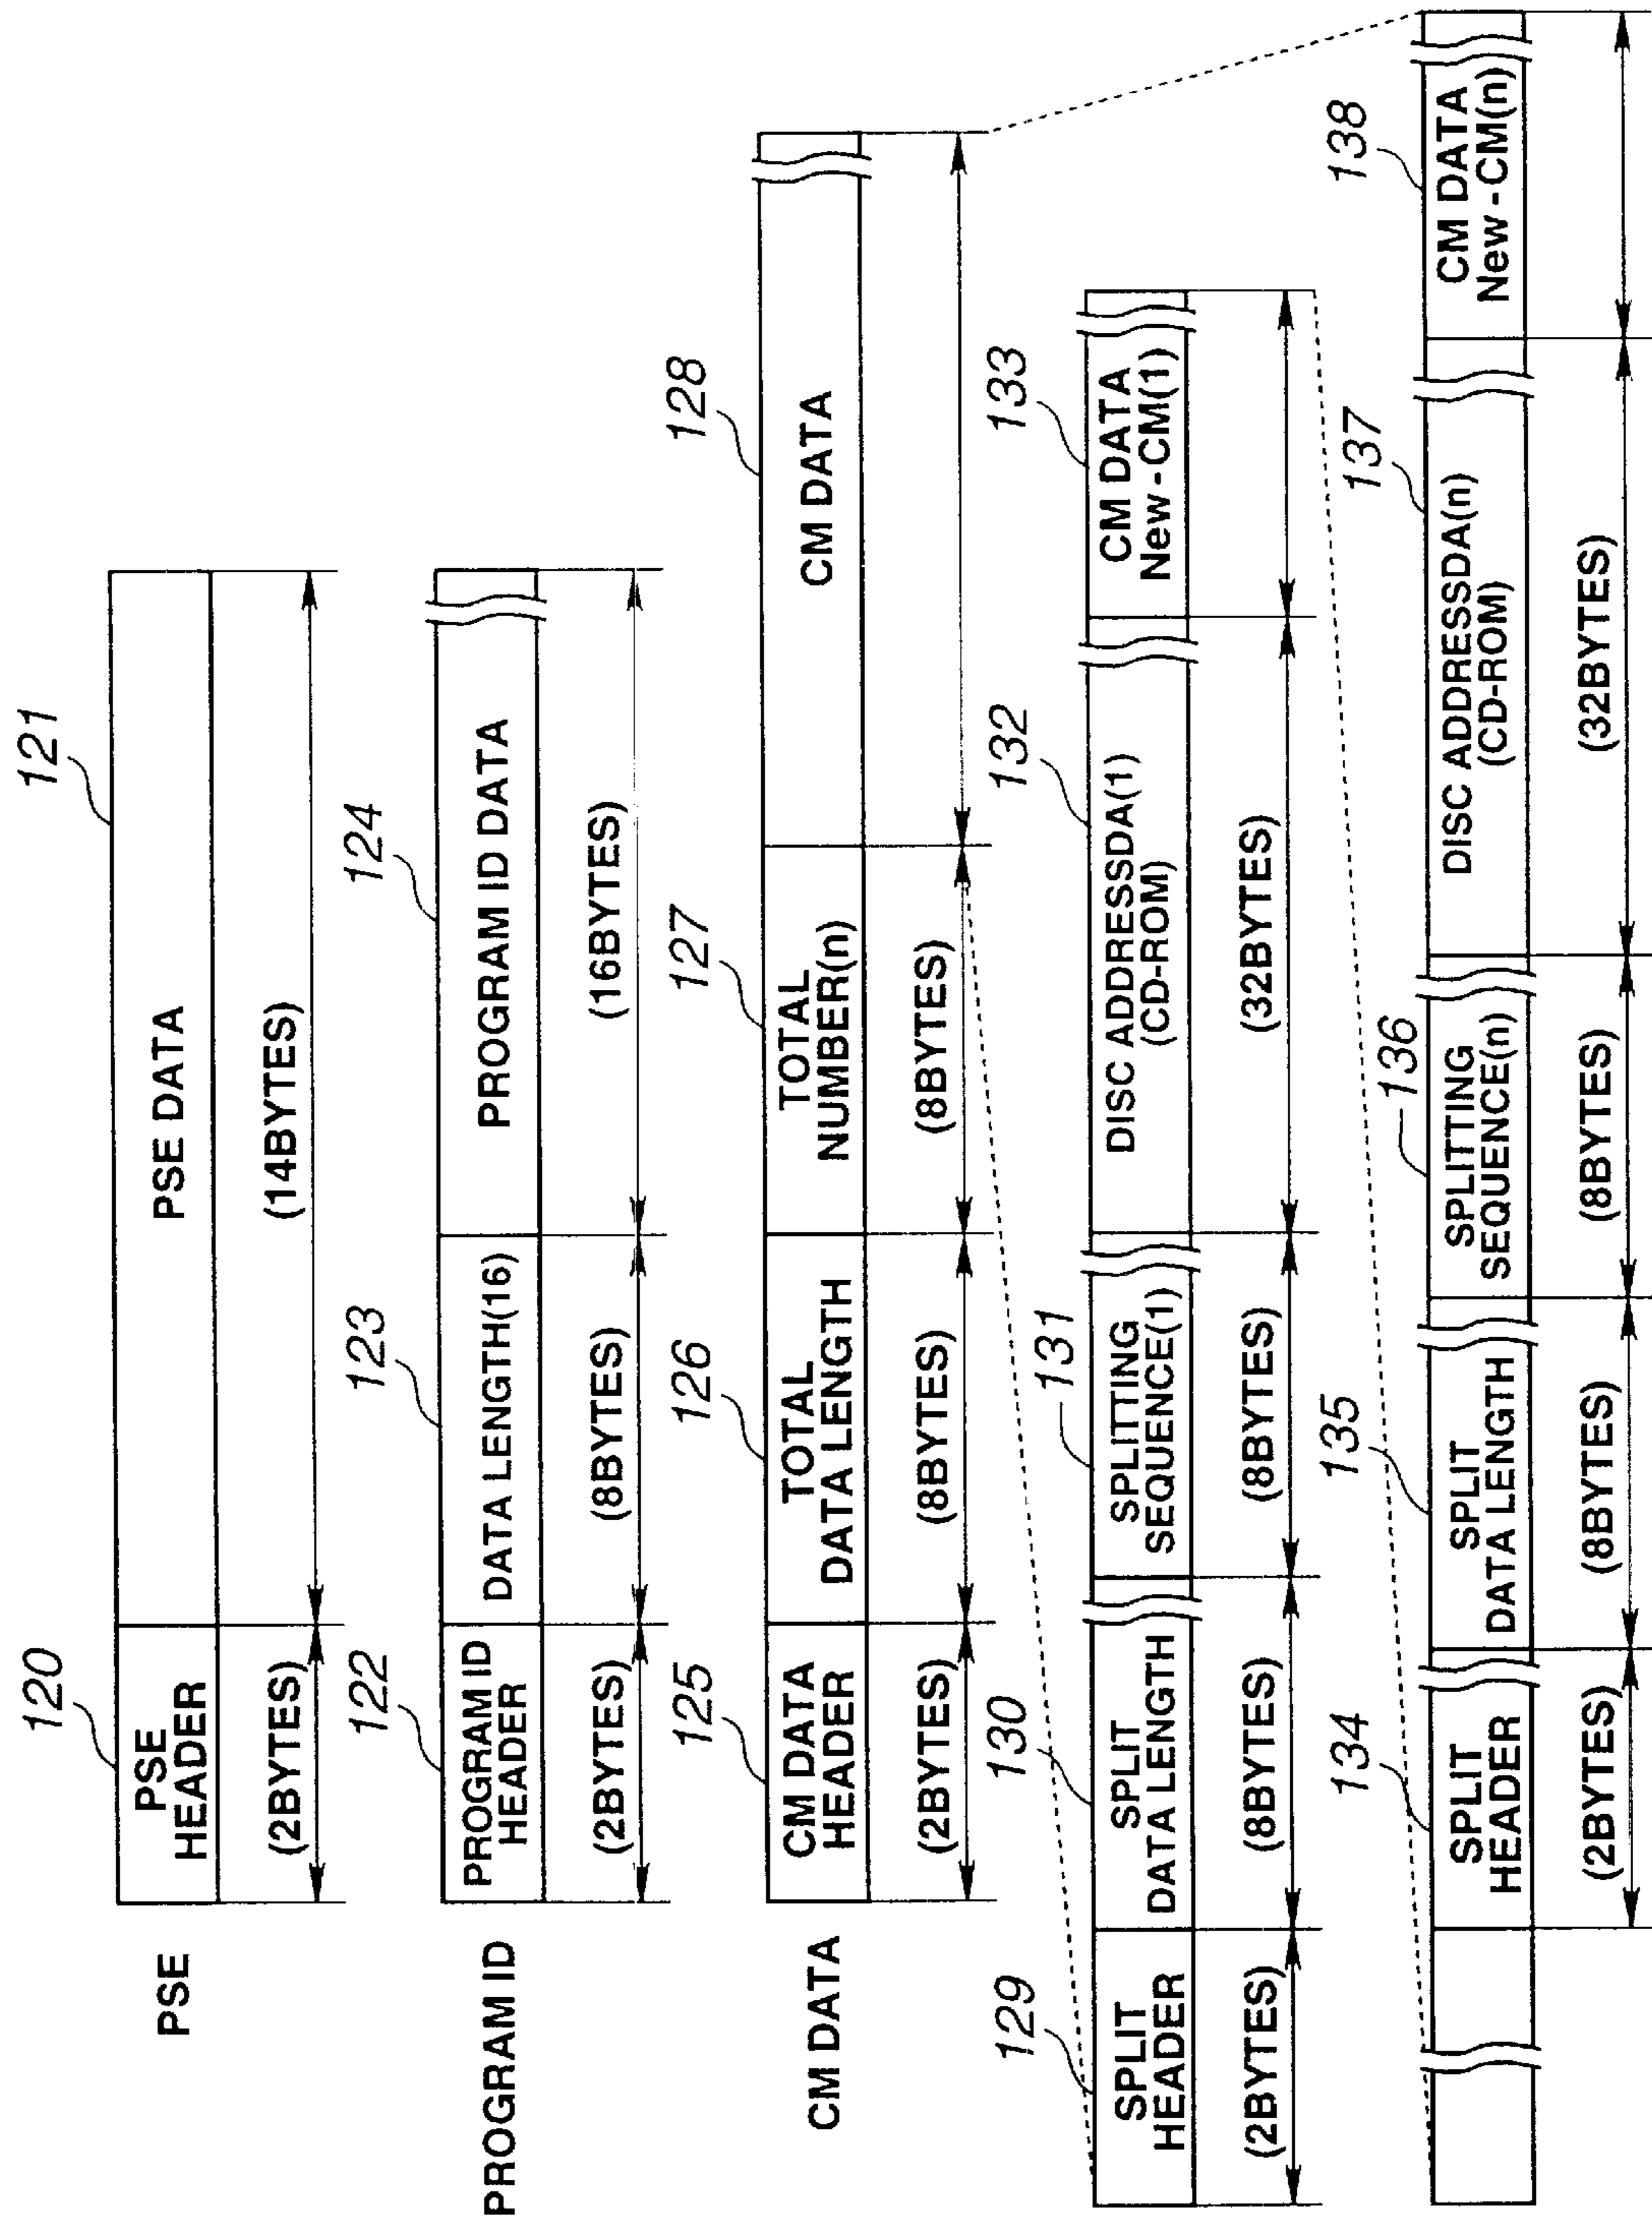 120
121
PSE
PSE
HEADER
PSE DATA
(2BYTES)
(14BYTES)
122
123
124
PROGRAM ID
PROGRAM ID
HEADER
DATA LENGTH(16)
PROGRAM ID DATA
(2BYTES)
(8BYTES)
(16BYTES)
125
126
127
128
CM DATA
CM DATA
HEADER
TOTAL
DATA LENGTH
TOTAL
NUMBER(n)
CM DATA
(2BYTES)
(8BYTES)
(8BYTES)
129
130
131
132
133
SPLIT
HEADER
SPLIT
DATA LENGTH
SPLITTING
SEQUENCE(1)
DISC ADDRESSDA(1)
(CD-ROM)
CM DATA
New-CM(1)
(2BYTES)
(8BYTES)
(8BYTES)
(32BYTES)
134
135
136
137
138
SPLIT
HEADER
SPLIT
DATA LENGTH
SPLITTING
SEQUENCE(n)
DISC ADDRESSDA(n)
(CD-ROM)
CM DATA
New-CM(n)
(2BYTES)
(8BYTES)
(8BYTES)
(32BYTES)